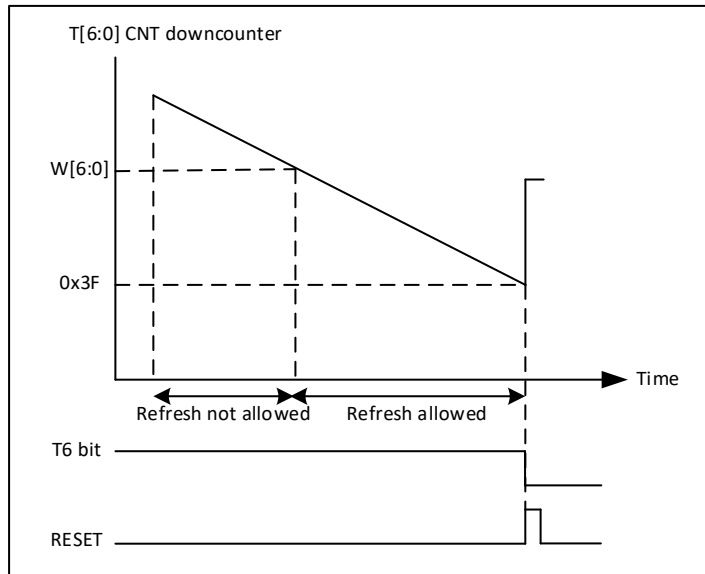 T[6:0] CNT downcounter
W[6:0]
0x3F
Time
Refresh not allowed
Refresh allowed
T6 bit
RESET